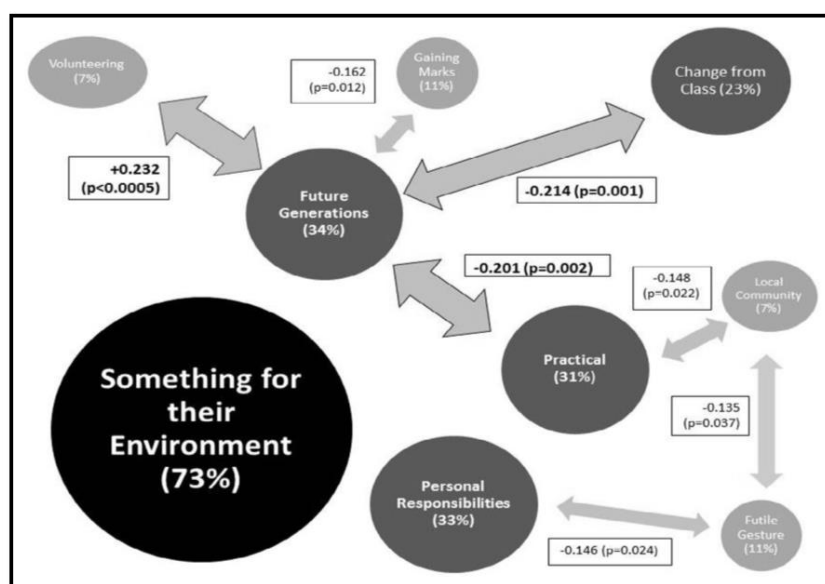 Volunteering
(7%)
-0.162
(p=0.012)
Gaining
Marks
(11%)
Change from
Class (23%)
+0.232
(p<0.0005)
Future
Generations
(34%)
-0.214 (p=0.001)
-0.201 (p=0.002)
-0.148
(p=0.022)
Local
Community
(7%)
Practical
(31%)
Something for
their
Environment
(73%)
-0.135
(p=0.037)
Personal
Responsibilities
(33%)
Futile
Gesture
(11%)
-0.146 (p=0.024)